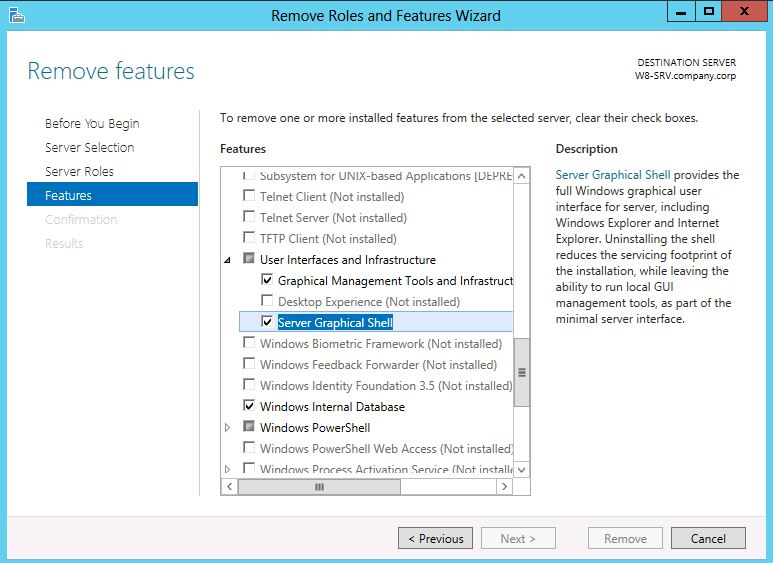 Remove Roles and Features Wizard
Remove features
DESTINATION SERVER
W8-SRV.company.corp
Before You Begin
Server Selection
Server Roles
Features
Confirmation
Results
To remove one or more installed features from the selected server, clear their check boxes.
Features
Subsystem for UNIX-based Applications [DEPRE
Telnet Client (Not installed)
Telnet Server (Not installed)
TFTP Client (Not installed)
User Interfaces and Infrastructure
Graphical Management Tools and Infrastruct
Desktop Experience (Not installed)
Server Graphical Shell
Windows Biometric Framework (Not installed)
Windows Feedback Forwarder (Not installed)
Windows Identity Foundation 3.5 (Not installed)
Windows Internal Database
Windows PowerShell
Windows PowerShell Web Access (Not installed)
Windows Process Activation Service (Not installe
Description
Server Graphical Shell provides the
full Windows graphical user
interface for server, including
Windows Explorer and Internet
Explorer. Uninstalling the shell
reduces the servicing footprint of
the installation, while leaving the
ability to run local GUI
management tools, as part of the
minimal server interface.
< Previous
Next >
Remove
Cancel